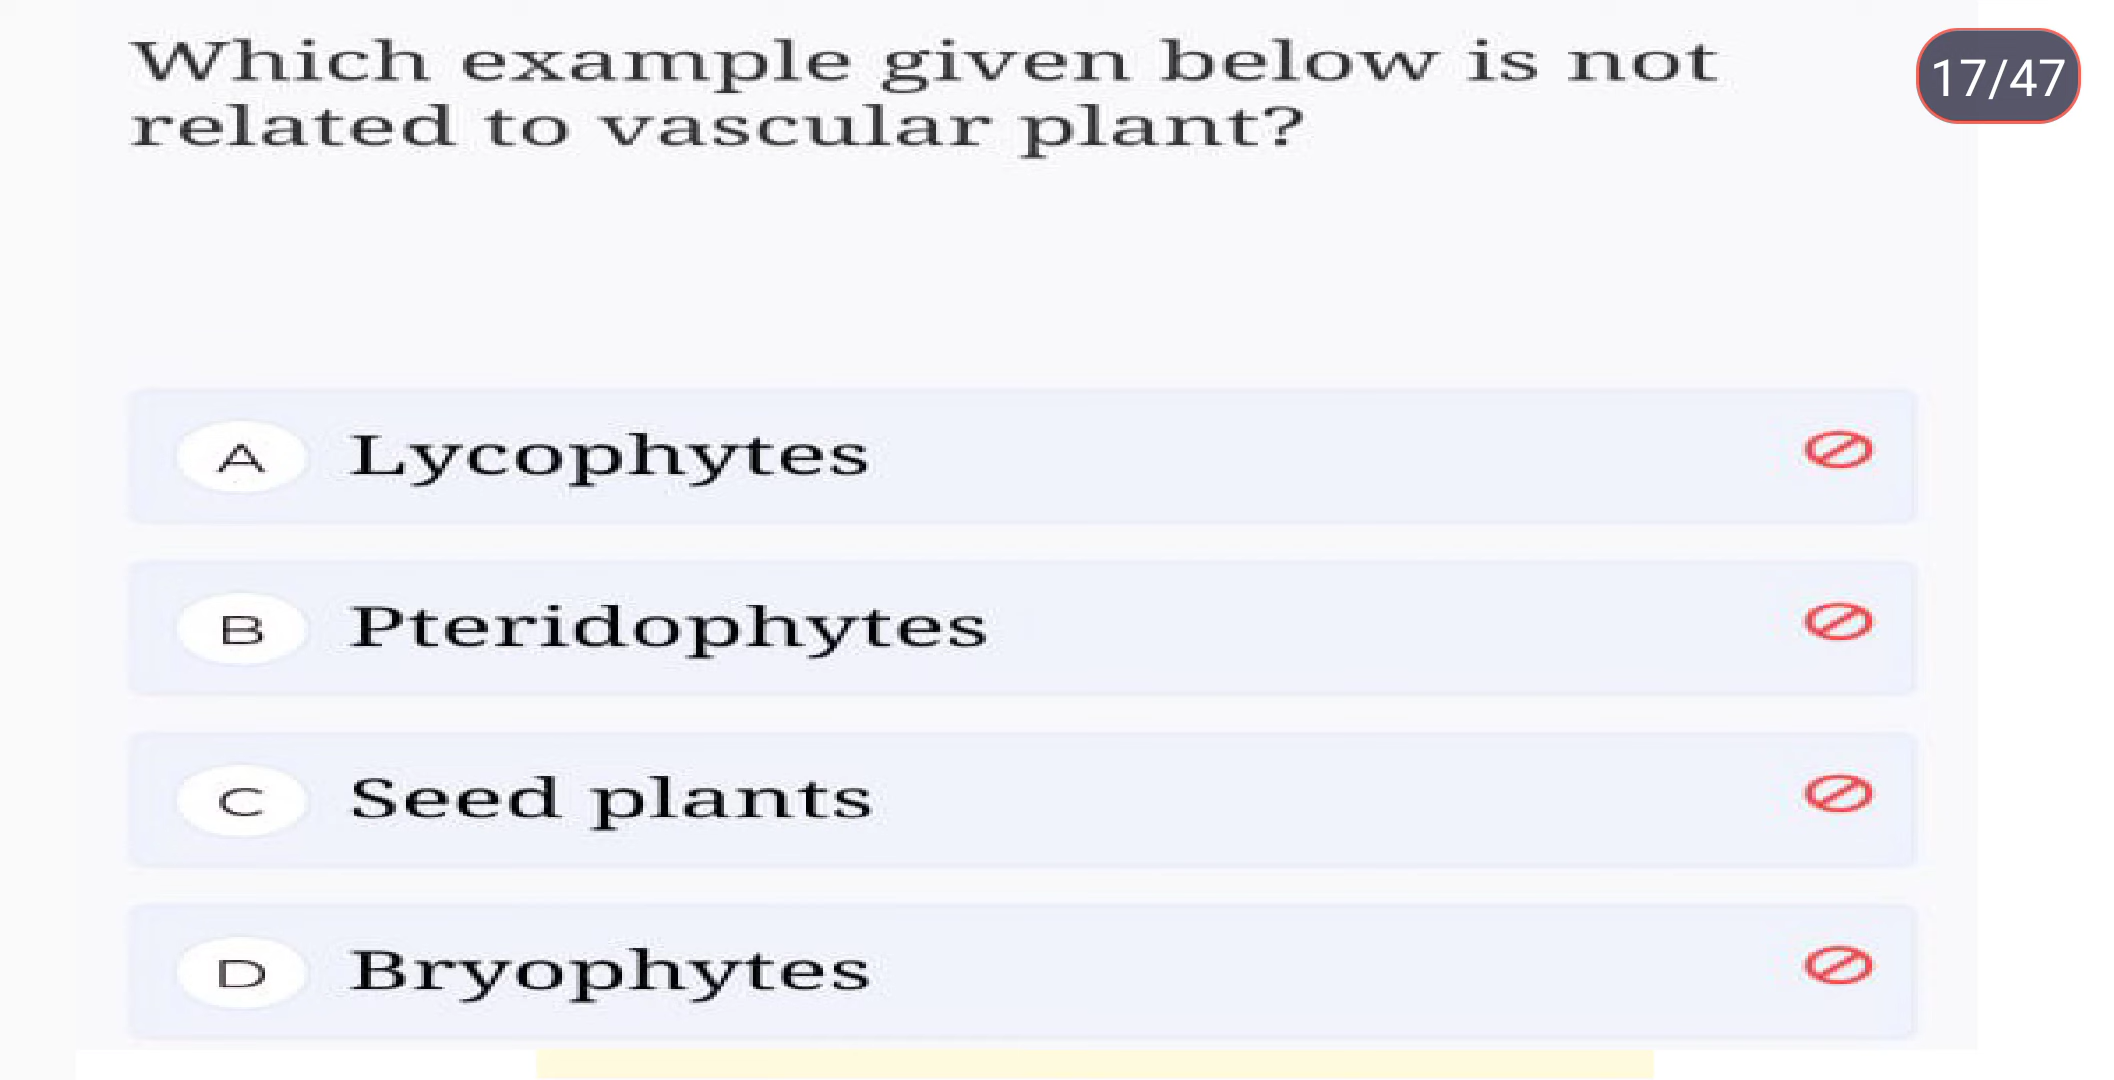 Which example given below is not
related to vascular plant?
17/47
A Lycophytes
B Pteridophytes
C Seed plants
D Bryophytes